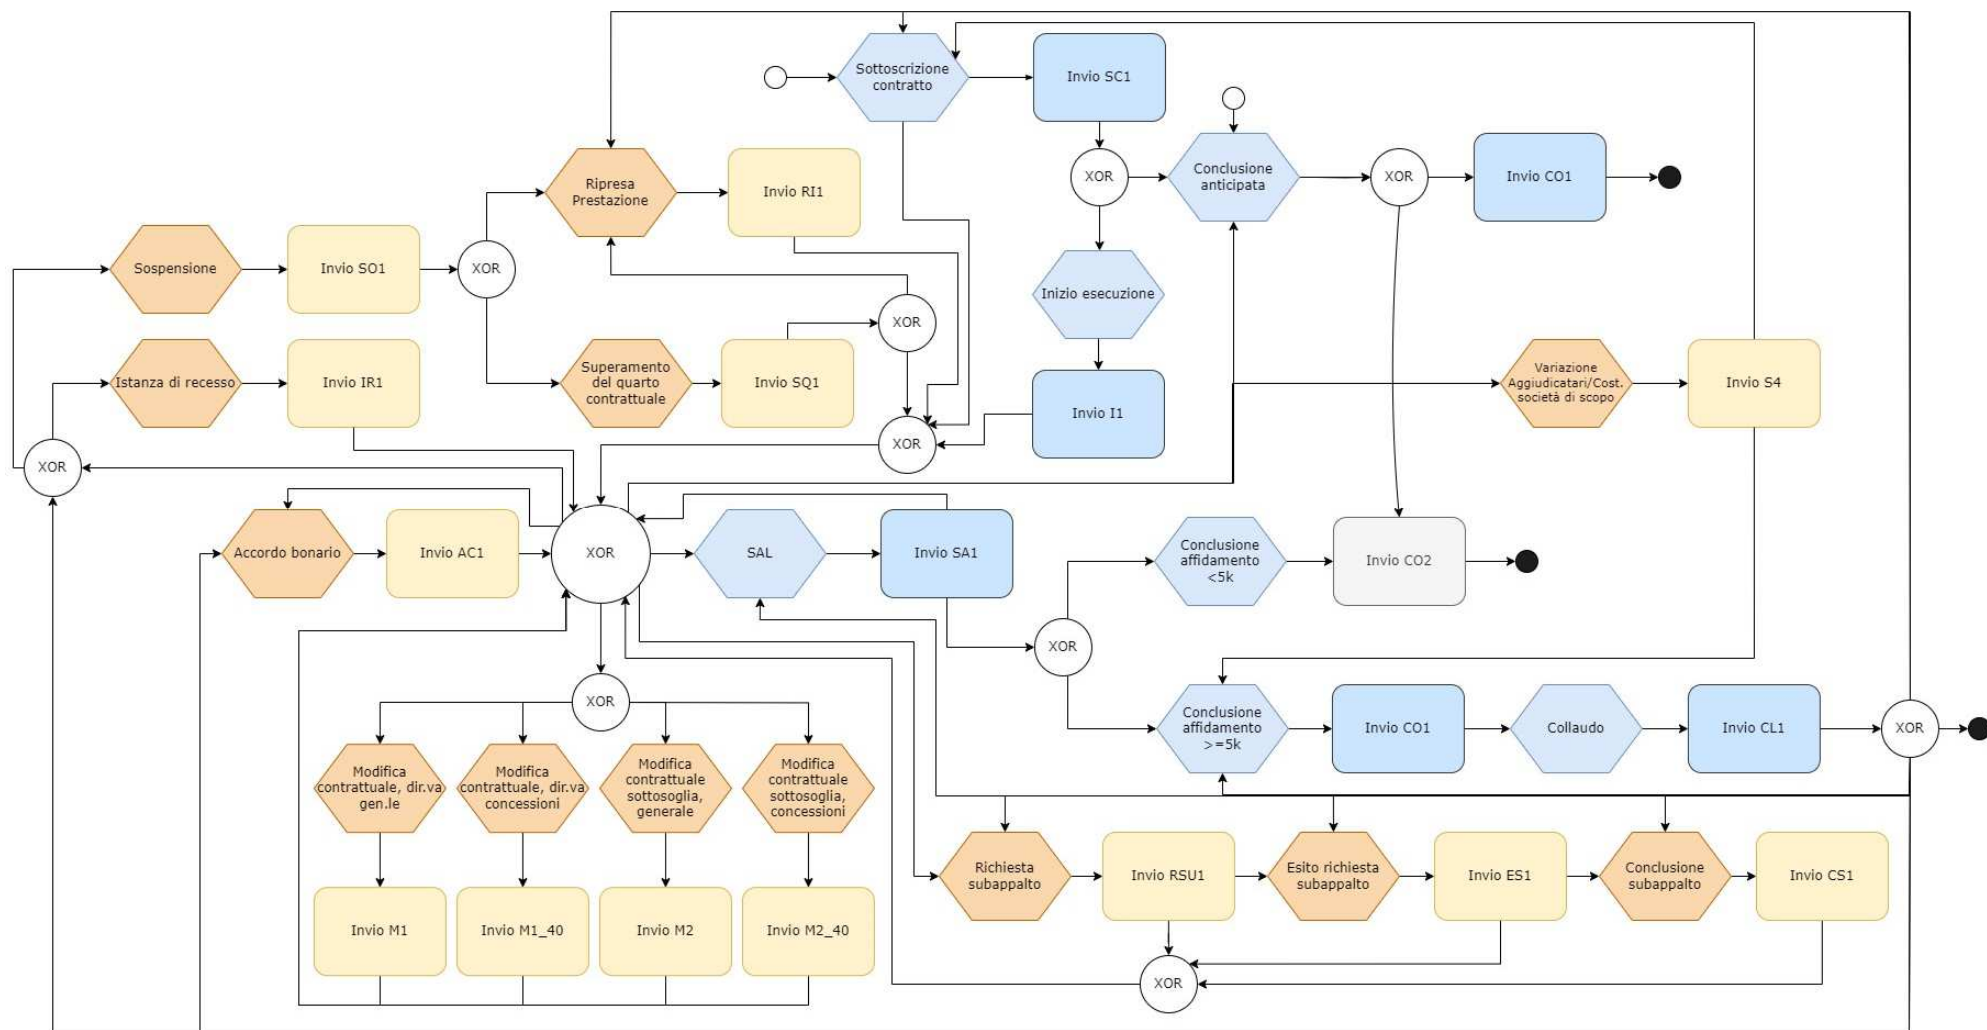 Sottoscrizione
contratto
Invio SC1
XOR
Conclusione
anticipata
XOR
Invio CO1
Ripresa
Prestazione
Invio RI1
Sospensione
Invio SO1
XOR
Inizio esecuzione
XOR
Istanza di recesso
Invio IR1
Superamento
del quarto
contrattuale
Invio SQ1
Invio I1
Variazione
Aggiudicatari/Cost.
società di scopo
Invio S4
XOR
XOR
Accordo bonario
Invio AC1
XOR
SAL
Invio SA1
Conclusione
affidamento
<5k
Invio CO2
XOR
XOR
Conclusione
affidamento
>=5k
Invio CO1
Collaudo
Invio CL1
XOR
Modifica
contrattuale, dir.va
gen.le
Modifica
contrattuale, dir.va
concessioni
Modifica
contrattuale
sottosoglia,
generale
Modifica
contrattuale
sottosoglia,
concessioni
Richiesta
subappalto
Invio RSU1
Esito richiesta
subappalto
Invio ES1
Conclusione
subappalto
Invio CS1
Invio M1
Invio M1_40
Invio M2
Invio M2_40
XOR